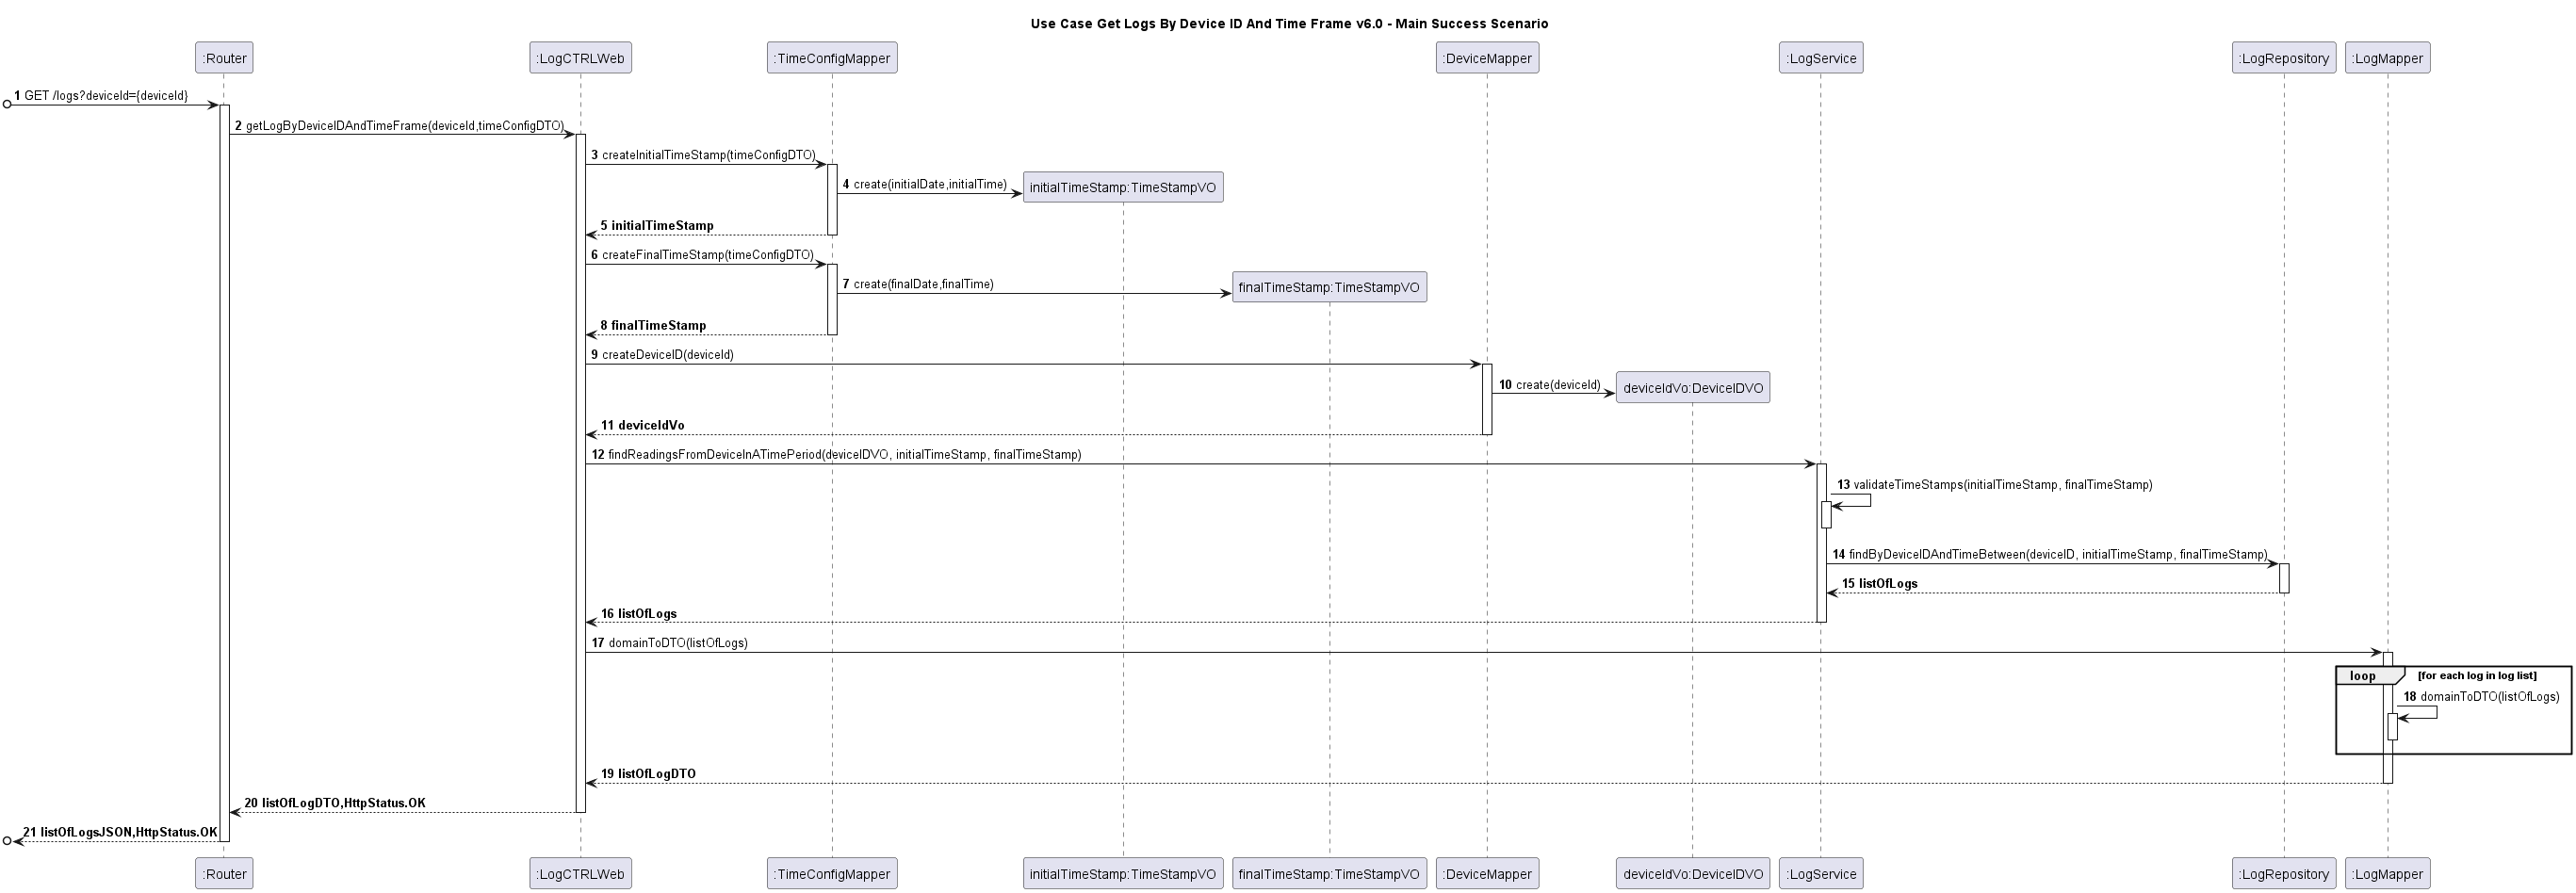 Use Case Get Logs By Device ID And Time Frame v6.0 - Main Success Scenario
:Router
:LogCTRLWeb
:TimeConfigMapper
:DeviceMapper
:LogService
:LogRepository
:LogMapper
1 GET /logs?deviceId={deviceId}
2 getLogByDeviceIDAndTimeFrame(deviceId,timeConfigDTO)
3 createInitialTimeStamp(timeConfigDTO)
4 create(initialDate,initialTime)
initialTimeStamp:TimeStampVO
5 initialTimeStamp
6 createFinalTimeStamp(timeConfigDTO)
7 create(finalDate,finalTime)
finalTimeStamp:TimeStampVO
8 finalTimeStamp
9 createDeviceID(deviceId)
10 create(deviceId)
deviceIdVo:DeviceIDVO
11 deviceIdVo
12 findReadingsFromDeviceInATimePeriod(deviceIDVO, initialTimeStamp, finalTimeStamp)
13 validateTimeStamps(initialTimeStamp, finalTimeStamp)
14 findByDeviceIDAndTimeBetween(deviceID, initialTimeStamp, finalTimeStamp)
15 listOfLogs
16 listOfLogs
17 domainToDTO(listOfLogs)
loop [for each log in log list]
18 domainToDTO(listOfLogs)
19 listOfLogDTO
20 listOfLogDTO,HttpStatus.OK
21 listOfLogsJSON,HttpStatus.OK
:Router
:LogCTRLWeb
:TimeConfigMapper
initialTimeStamp:TimeStampVO
finalTimeStamp:TimeStampVO
:DeviceMapper
deviceIdVo:DeviceIDVO
:LogService
:LogRepository
:LogMapper